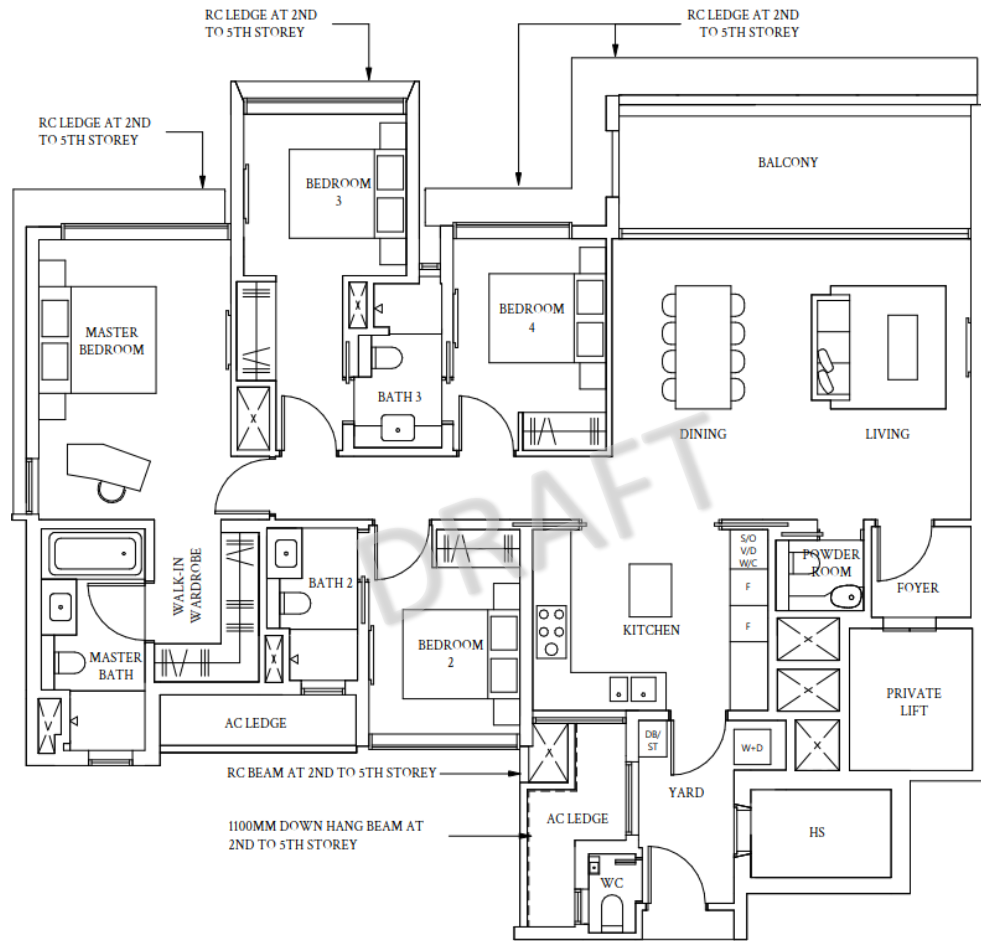 RC LEDGE AT 2ND
TO 5TH STOREY
RC LEDGE AT 2ND
TO 5TH STOREY
RC LEDGE AT 2ND
TO 5TH STOREY
BALCONY
BEDROOM
3
BEDROOM
4
MASTER
BEDROOM
BATH 3
DINING
LIVING
DRAFT
WALK-IN
WARDROBE
BATH 2
S/O
V/D
W/C
F
F
POWDER
ROOM
FOYER
KITCHEN
BEDROOM
2
MASTER
BATH
PRIVATE
LIFT
AC LEDGE
DB/
ST
W+D
RC BEAM AT 2ND TO 5TH STOREY
YARD
AC LEDGE
1100MM DOWN HANG BEAM AT
2ND TO 5TH STOREY
HS
WC